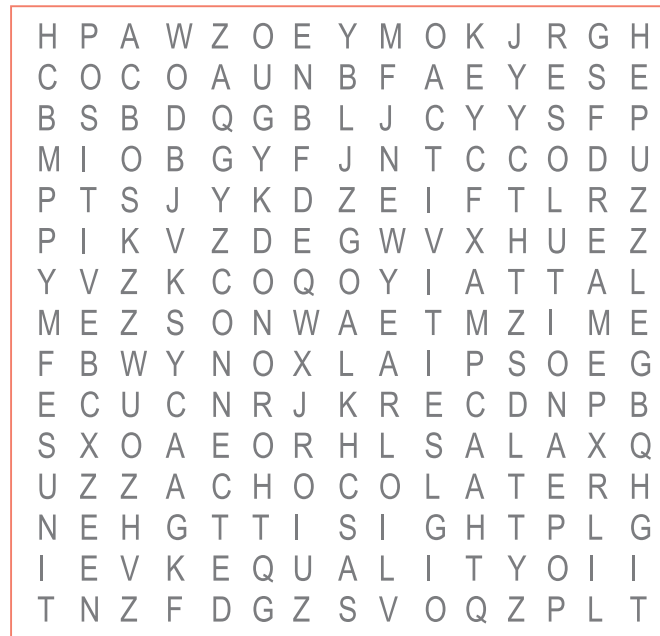 H P A W Z O E Y M O K J R G H
C O C O A U N B F A E Y E S E
B S B D Q G B L J C Y Y S F P
M I O B G Y F J N T C C O D U
P T S J Y K D Z E I F T L R Z
P I K V Z D E G W V X H U E Z
Y V Z K C O Q O Y I A T T A L
M E Z S O N W A E T M Z I M E
F B W Y N O X L A I P S O E G
E C U C N R J K R E C D N P B
S X O A E O R H L S A L A X Q
U Z Z A C H O C O L A T E R H
N E H G T T I S I G H T P L G
I E V K E Q U A L I T Y O I I
T N Z F D G Z S V O Q Z P L T